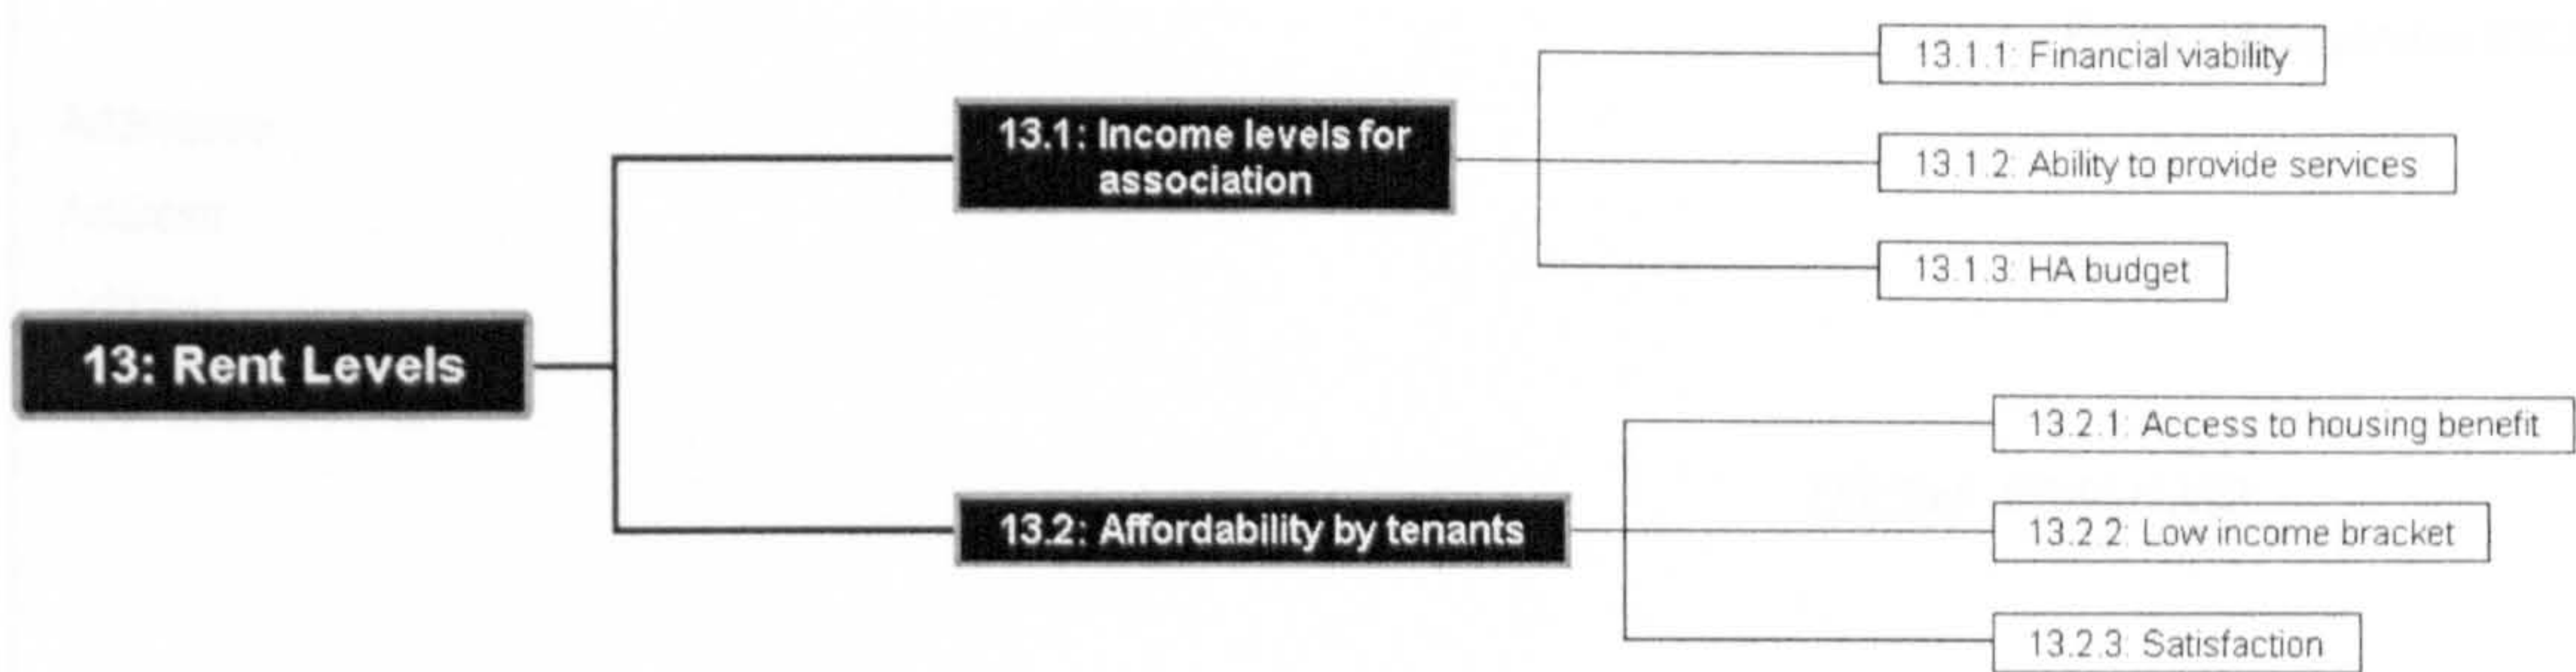 13: Rent Levels
13.1: Income levels for
association
13.1.1: Financial viability
13.1.2: Ability to provide services
13.1.3: HA budget
13.2: Affordability by tenants
13.2.1: Access to housing benefit
13.2 2: Low income bracket
13.2.3: Satisfaction